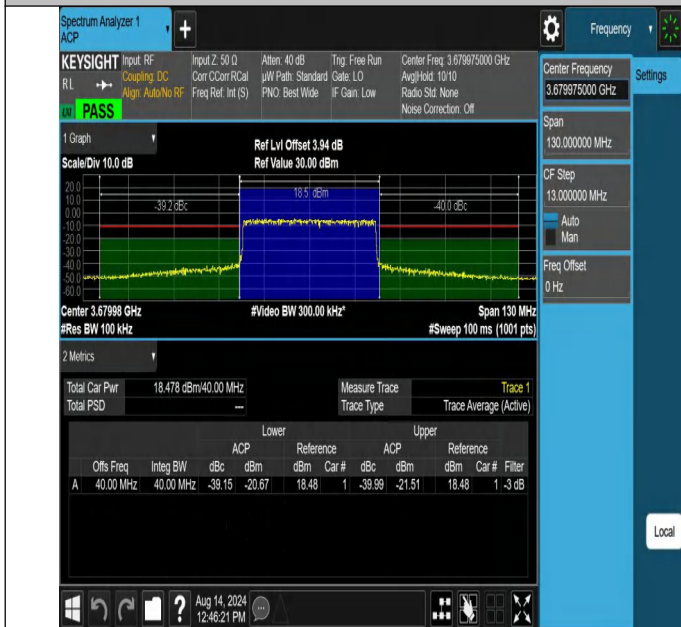 Spectrum Analyzer 1
ACP
+
Frequency
KEYSIGHT
RL
PASS
Input: RF
Coupling: DC
Align: Auto/No RF
Input Z: 50 Ω
Corr CCorr RCal
Freq Ref: Int (S)
Atten: 40 dB
µW Path: Standard
PNO: Best Wide
Trig: Free Run
Gate: LO
IF Gain: Low
Center Freq: 3.679975000 GHz
Avg|Hold: 10/10
Radio Std: None
Noise Correction: Off
Center Frequency
3.679975000 GHz
Settings
Span
130.000000 MHz
CF Step
13.000000 MHz
Auto
Man
Freq Offset
0 Hz
1 Graph
Scale/Div 10.0 dB
Ref Lvl Offset 3.94 dB
Ref Value 30.00 dBm
20.0
10.0
0.00
-10.0
-20.0
-30.0
-40.0
-50.0
-60.0
-39.2 dBc
18.5 dBm
-40.0 dBc
Center 3.67998 GHz
#Video BW 300.00 kHz*
Span 130 MHz
#Res BW 100 kHz
#Sweep 100 ms (1001 pts)
2 Metrics
Total Car Pwr 18.478 dBm/40.00 MHz
Total PSD ---
Measure Trace Trace 1
Trace Type Trace Average (Active)
Lower Upper
ACP Reference ACP Reference
Offs Freq Integ BW dBc dBm dBm Car # dBc dBm dBm Car # Filter
A 40.00 MHz 40.00 MHz -39.15 -20.67 18.48 1 -39.99 -21.51 18.48 1 -3 dB
Local
?
Aug 14, 2024
12:46:21 PM